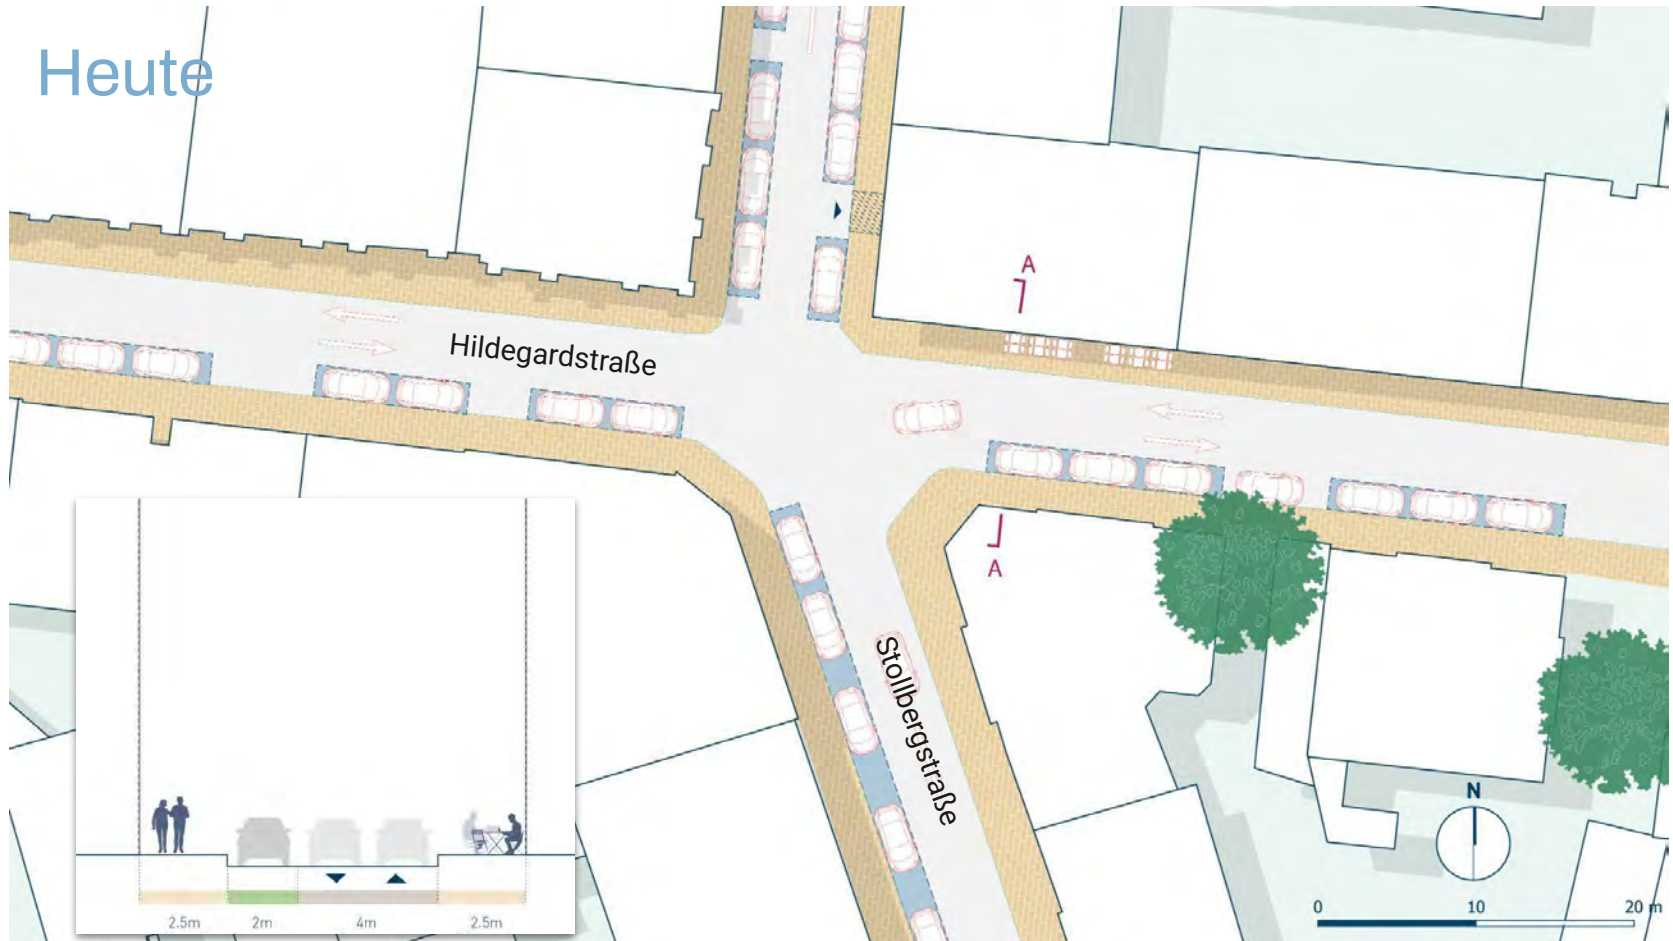 Heute
A
Hildegardstraße
A
Stollbergstraße
N
0 10 20 m
2.5m 2m 4m 2.5m